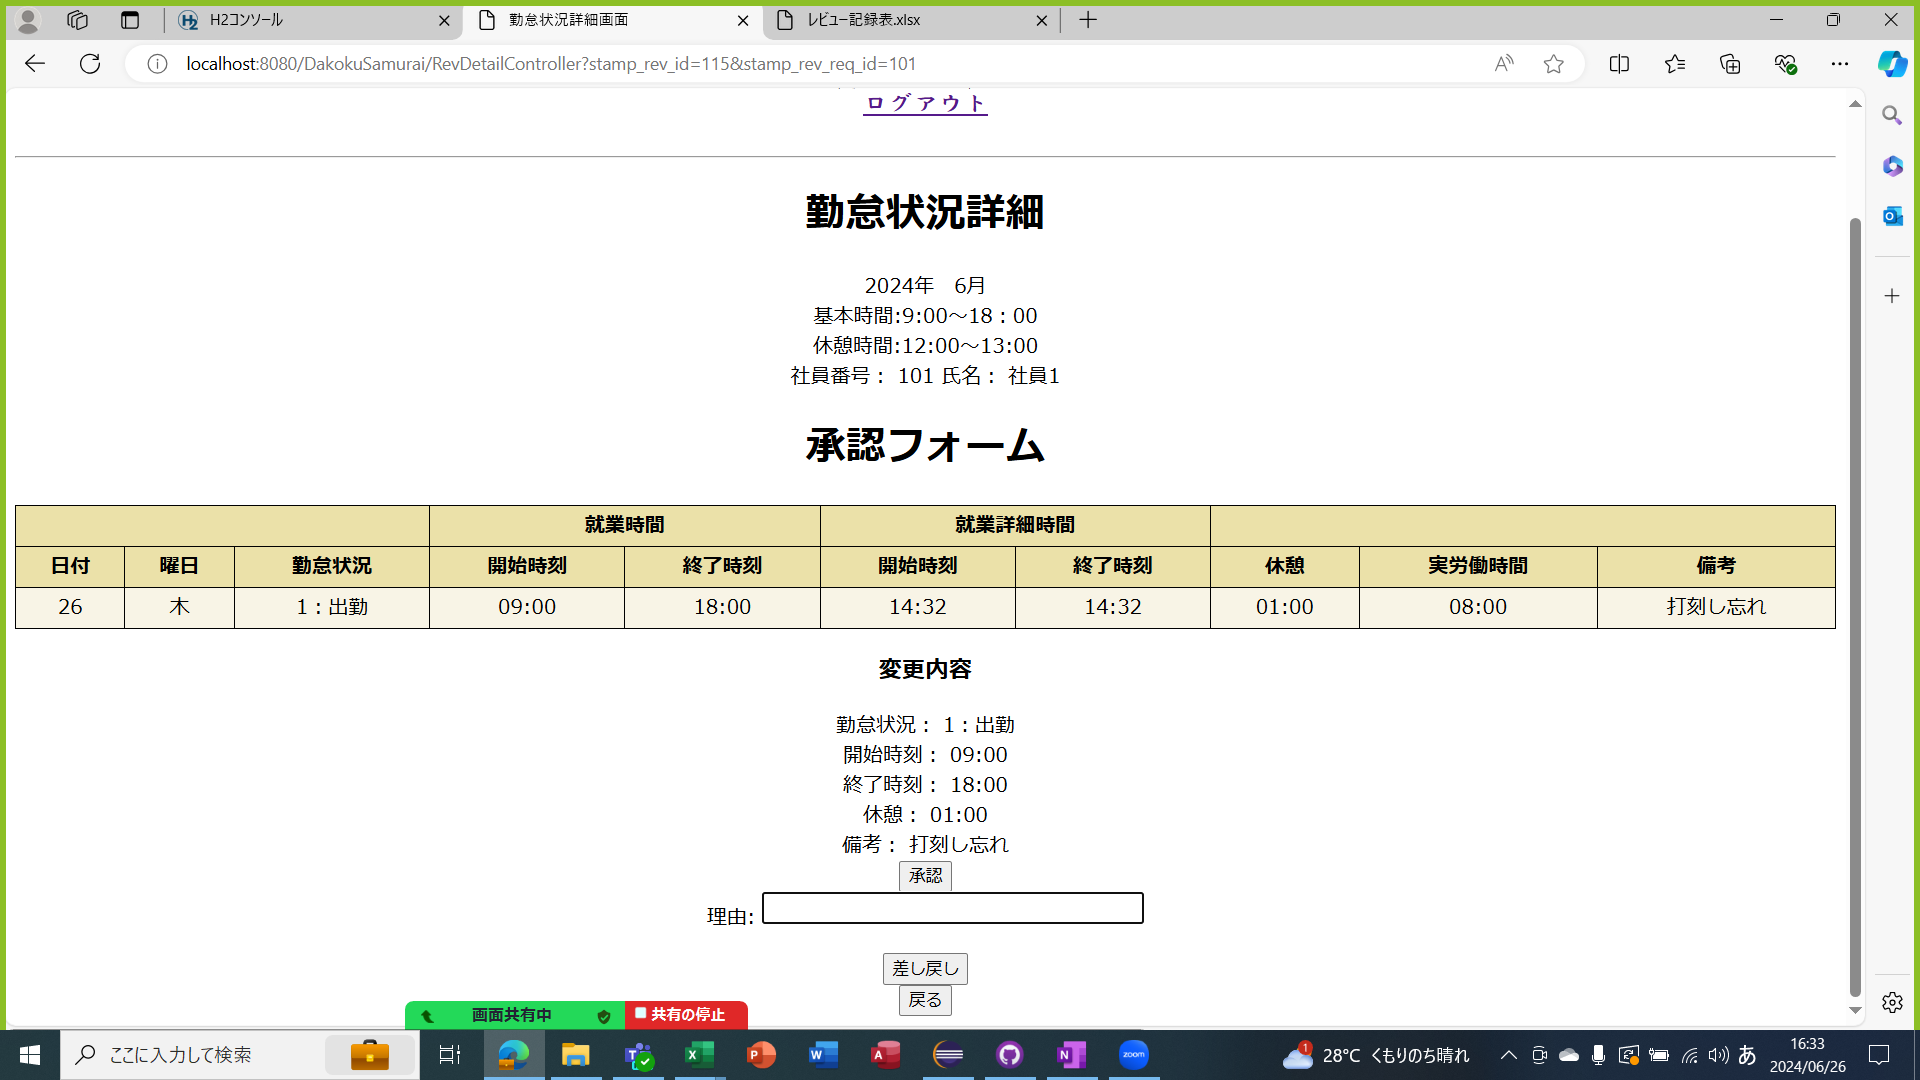 H2コンソール
勤怠状況詳細画面
レビュー記録表.xlsx
localhost:8080/DakokuSamurai/RevDetailController?stamp_rev_id=115&stamp_rev_req_id=101
ログアウト
勤怠状況詳細
2024年　6月
基本時間:9:00～18：00
休憩時間:12:00～13:00
社員番号： 101 氏名： 社員1
承認フォーム
就業時間 就業詳細時間
日付 曜日 勤怠状況 開始時刻 終了時刻 開始時刻 終了時刻 休憩 実労働時間 備考
26 木 1：出勤 09:00 18:00 14:32 14:32 01:00 08:00 打刻し忘れ
変更内容
勤怠状況： 1：出勤
開始時刻： 09:00
終了時刻： 18:00
休憩： 01:00
備考： 打刻し忘れ
承認
理由:
差し戻し
戻る
画面共有中 共有の停止
ここに入力して検索
zoom
1
28°C くもりのち晴れ
あ
16:33
2024/06/26